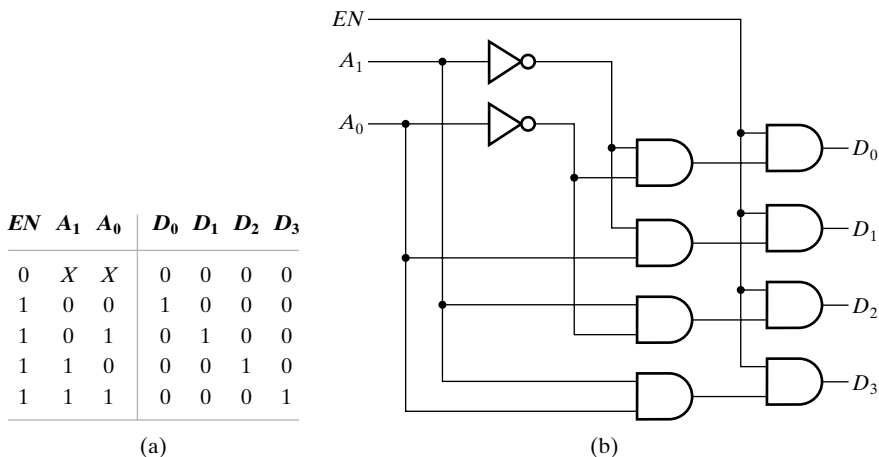 EN A1 A0 D0 D1 D2 D3
0 X X 0 0 0 0
1 0 0 1 0 0 0
1 0 1 0 1 0 0
1 1 0 0 0 1 0
1 1 1 0 0 0 1
(a)
EN
A1
A0
D0
D1
D2
D3
(b)